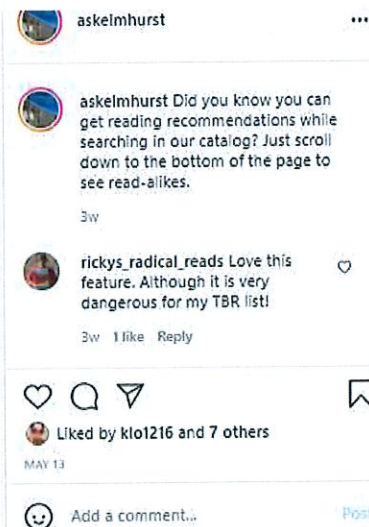 askelmhurst
askelmhurst Did you know you can
get reading recommendations while
searching in our catalog? Just scroll
down to the bottom of the page to
see read-alikes.
3w
rickys_radical_reads Love this
feature. Although it is very
dangerous for my TBR list!
3w 1 like Reply
Liked by klo1216 and 7 others
MAY 13
Add a comment... Post